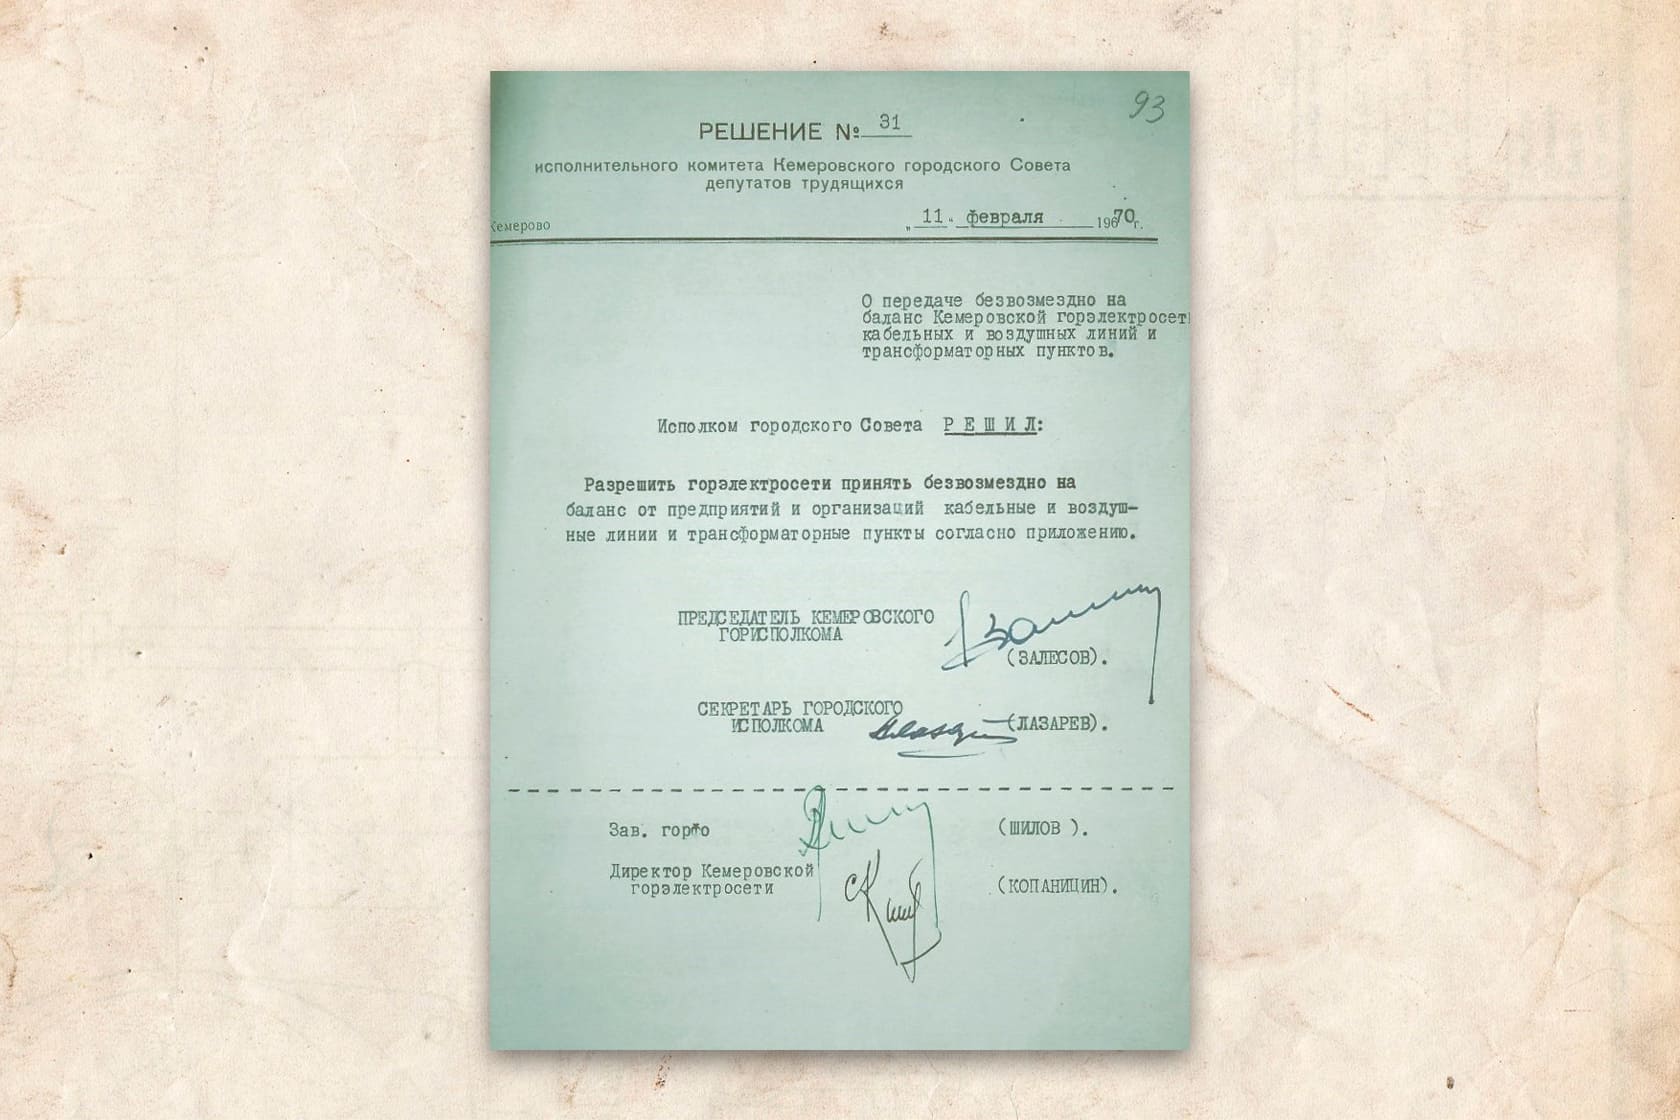 93
РЕШЕНИЕ № 31
исполнительного комитета Кемеровского городского Совета
депутатов трудящихся
Кемерово „ 11 “ февраля 19670г.
О передаче безвозмездно на
баланс Кемеровской горэлектросет
кабельных и воздушных линий и
трансформаторных пунктов.
Исполком городского Совета РЕШИЛ:
Разрешить горэлектросети принять безвозмездно на
баланс от предприятий и организаций кабельные и воздуш-
ные линии и трансформаторные пункты согласно приложению.
ПРЕДСЕДАТЕЛЬ КЕМЕРОВСКОГО
ГОРИСПОЛКОМА
(ЗАЛЕСОВ).
СЕКРЕТАРЬ ГОРОДСКОГО
ИСПОЛКОМА (ЛАЗАРЕВ).
Зав. горфо (ШИЛОВ ).
Директор Кемеровской
горэлектросети (КОПАНИЦИН).